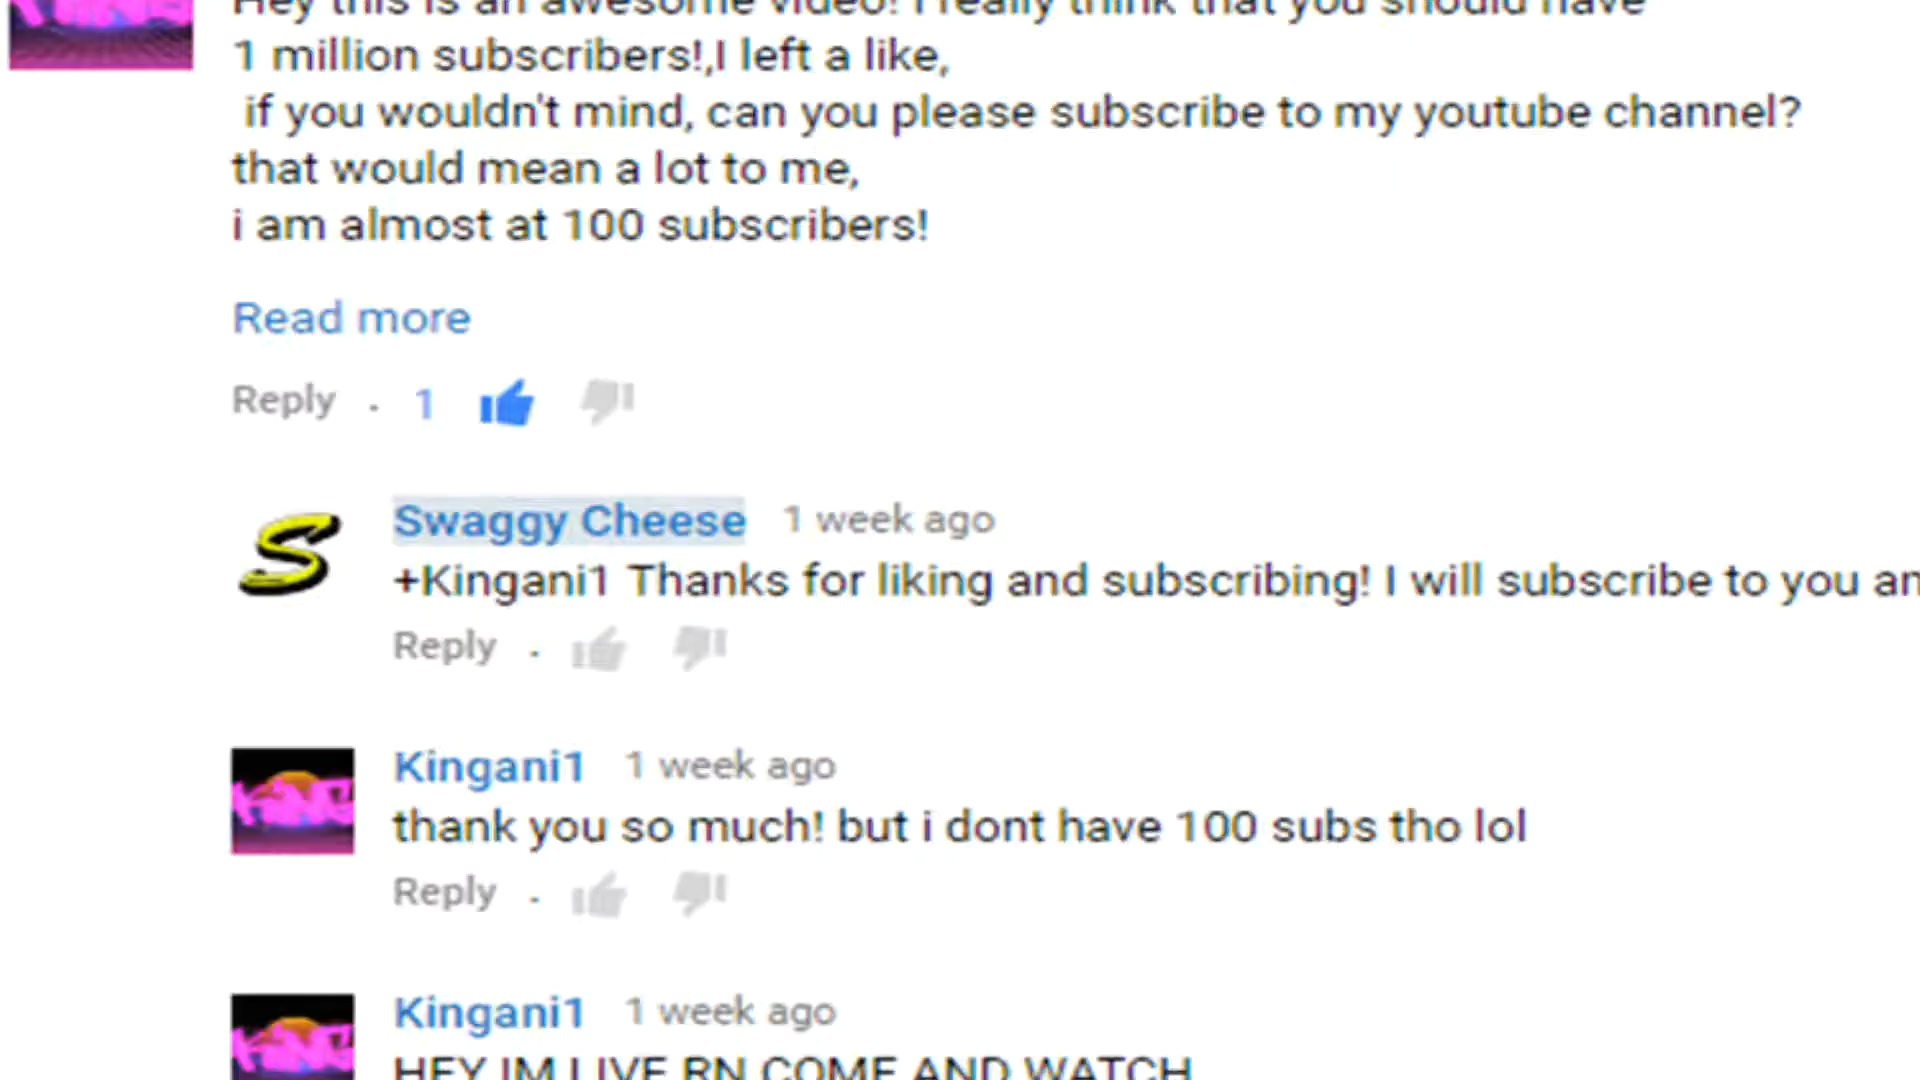 Hey this is an awesome video! I really think that you should have
1 million subscribers!,I left a like,
if you wouldn't mind, can you please subscribe to my youtube channel?
that would mean a lot to me,
i am almost at 100 subscribers!
Read more
Reply . 1
S
Swaggy Cheese 1 week ago
+Kingani1 Thanks for liking and subscribing! I will subscribe to you an
Reply .
KING
Kingani1 1 week ago
thank you so much! but i dont have 100 subs tho lol
Reply .
KING
Kingani1 1 week ago
HEY IM LIVE RN COME AND WATCH